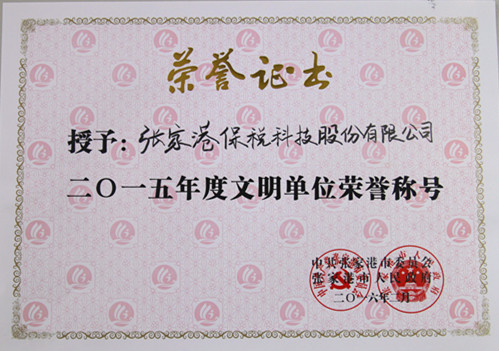 荣誉证书
授予：张家港保税科技股份有限公司
二〇一五年度文明单位荣誉称号
中共张家港市委员会
张家港市人民政府
二〇一六年二月